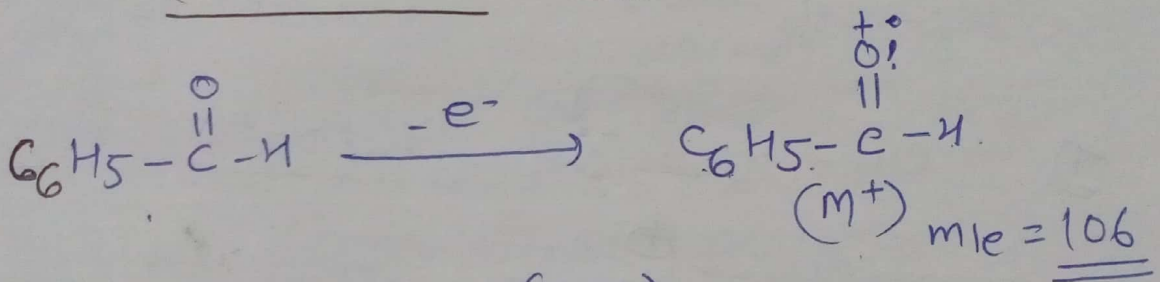 +•
O O:
|| ||
C6H5-C-H - e- → C6H5-C-H.
(M+) m/e = 106